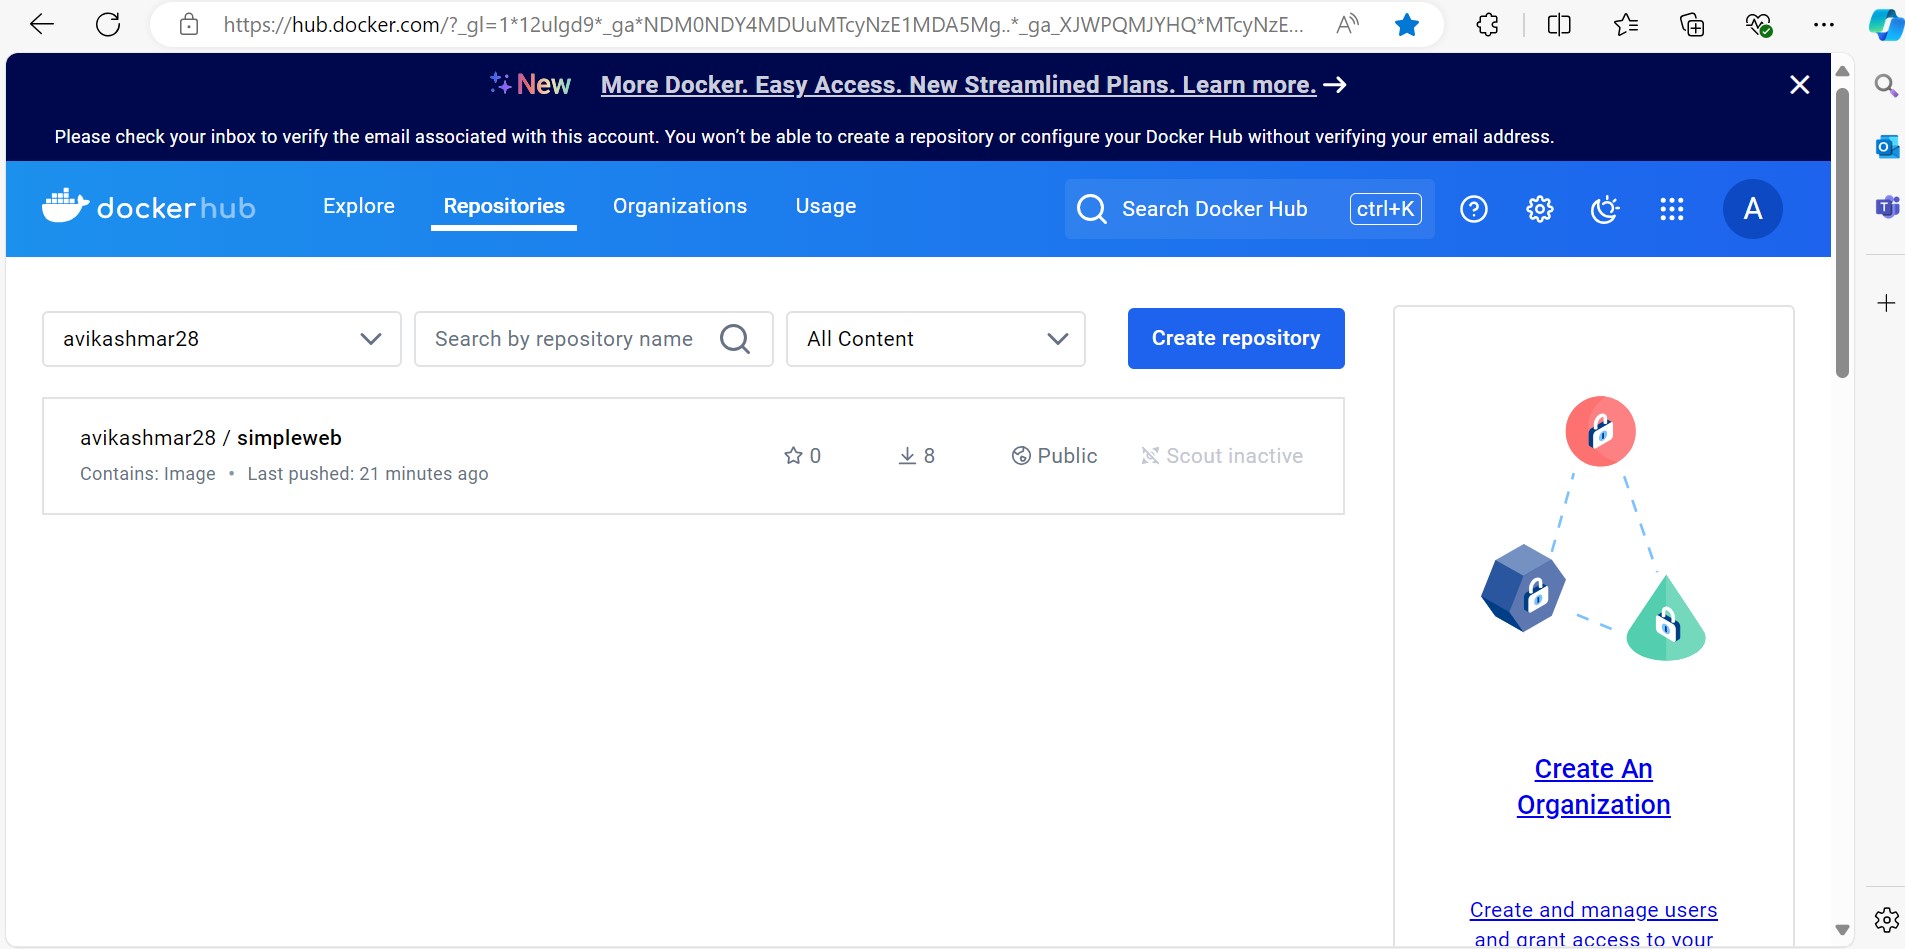 https://hub.docker.com/?_gl=1*12ulgd9*_ga*NDM0NDY4MDUuMTcyNzE1MDA5Mg..*_ga_XJWPQMJYHQ*MTcyNzE...
New More Docker. Easy Access. New Streamlined Plans. Learn more. →
Please check your inbox to verify the email associated with this account. You won't be able to create a repository or configure your Docker Hub without verifying your email address.
docker hub Explore Repositories Organizations Usage Search Docker Hub ctrl+K ? A
avikashmar28 Search by repository name All Content Create repository
avikashmar28 / simpleweb
0 8 Public Scout inactive
Contains: Image • Last pushed: 21 minutes ago
Create An
Organization
Create and manage users
and grant access to your